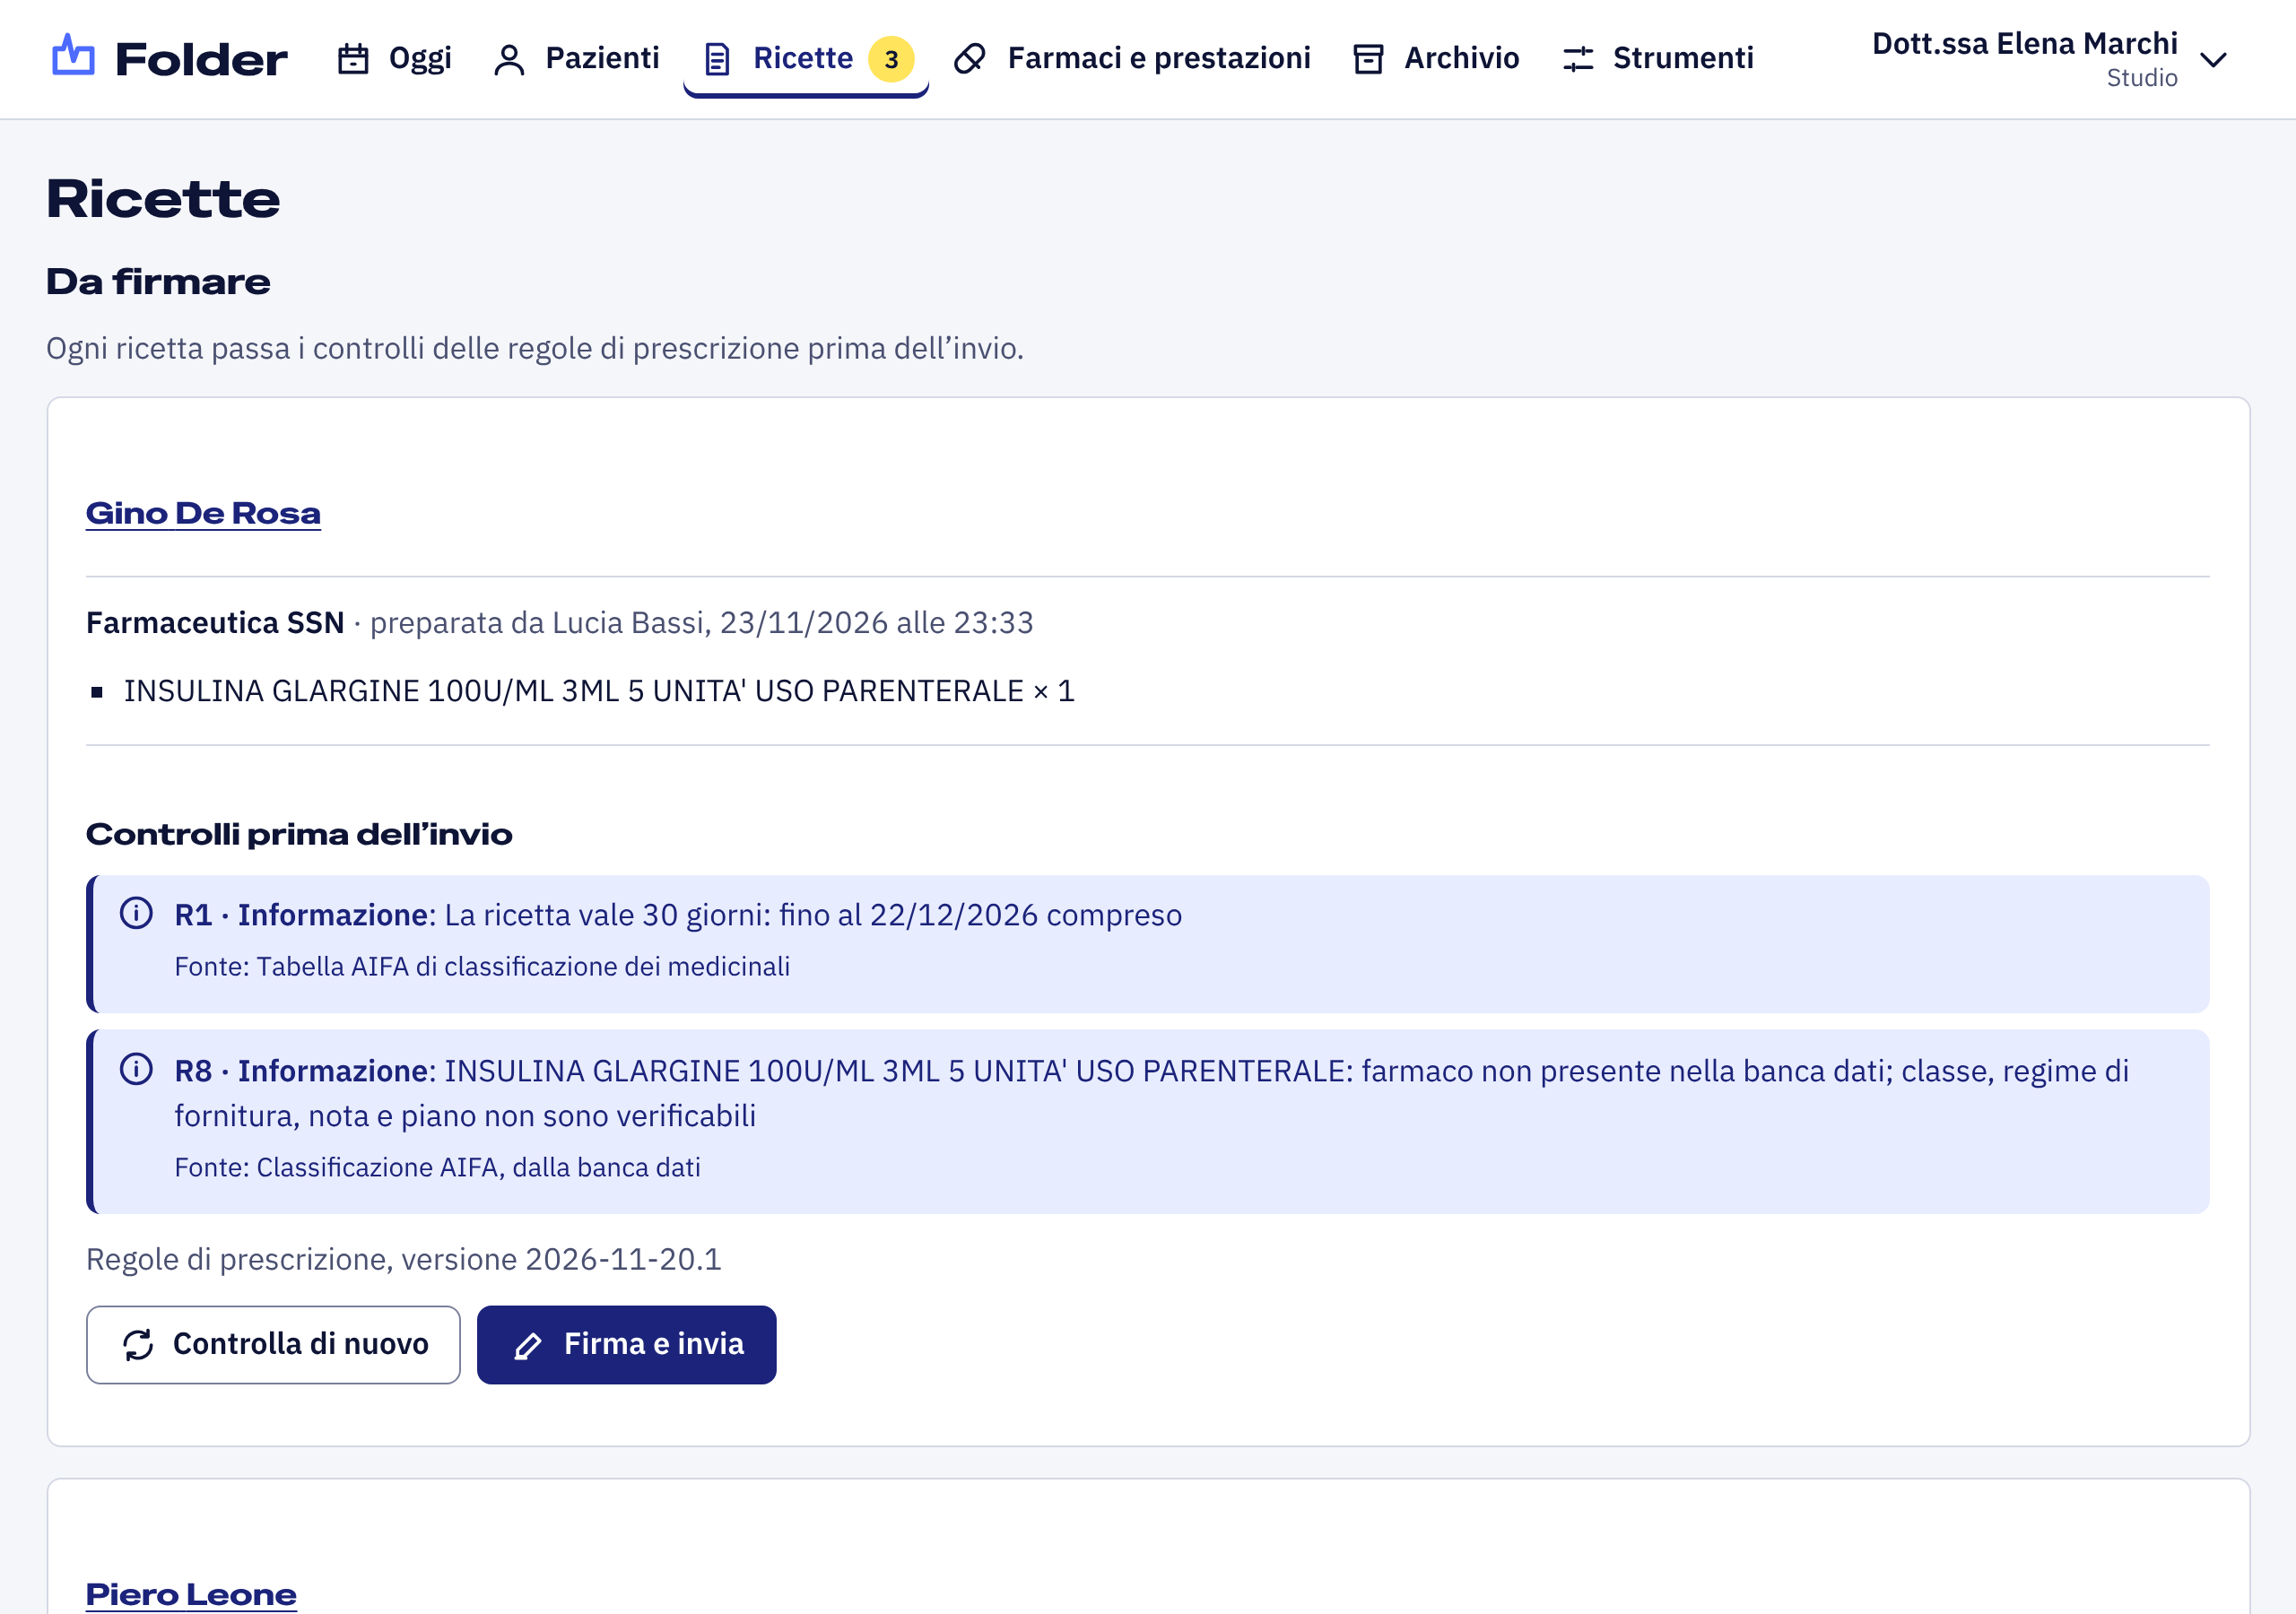 Folder
Oggi
Pazienti
Ricette 3
Farmaci e prestazioni
Archivio
Strumenti
Dott.ssa Elena Marchi
Studio
Ricette
Da firmare
Ogni ricetta passa i controlli delle regole di prescrizione prima dell’invio.
Gino De Rosa
Farmaceutica SSN · preparata da Lucia Bassi, 23/11/2026 alle 23:33
▪ INSULINA GLARGINE 100U/ML 3ML 5 UNITA' USO PARENTERALE × 1
Controlli prima dell’invio
R1 · Informazione: La ricetta vale 30 giorni: fino al 22/12/2026 compreso
Fonte: Tabella AIFA di classificazione dei medicinali
R8 · Informazione: INSULINA GLARGINE 100U/ML 3ML 5 UNITA' USO PARENTERALE: farmaco non presente nella banca dati; classe, regime di
fornitura, nota e piano non sono verificabili
Fonte: Classificazione AIFA, dalla banca dati
Regole di prescrizione, versione 2026-11-20.1
Controlla di nuovo
Firma e invia
Piero Leone